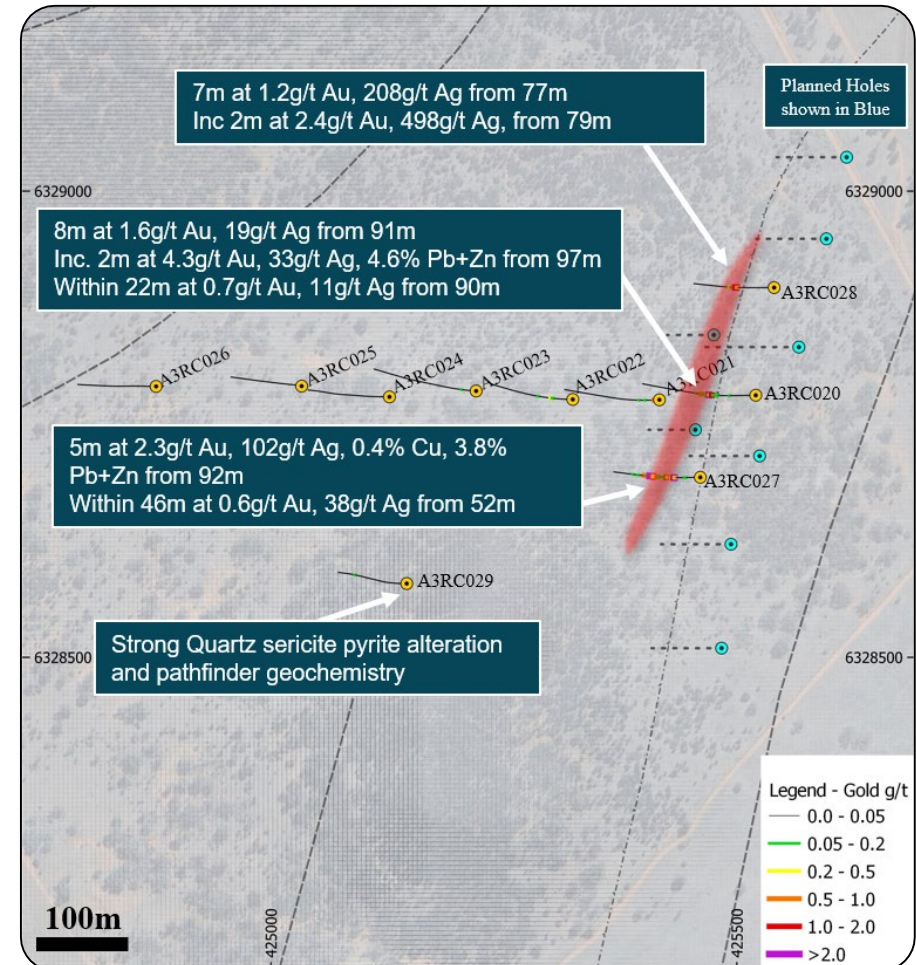 7m at 1.2g/t Au, 208g/t Ag from 77m
Inc 2m at 2.4g/t Au, 498g/t Ag, from 79m
Planned Holes
shown in Blue
6329000
6329000
8m at 1.6g/t Au, 19g/t Ag from 91m
Inc. 2m at 4.3g/t Au, 33g/t Ag, 4.6% Pb+Zn from 97m
Within 22m at 0.7g/t Au, 11g/t Ag from 90m
A3RC028
A3RC026
A3RC025
A3RC024
A3RC023
A3RC022
A3RC021
A3RC020
5m at 2.3g/t Au, 102g/t Ag, 0.4% Cu, 3.8%
Pb+Zn from 92m
Within 46m at 0.6g/t Au, 38g/t Ag from 52m
A3RC027
A3RC029
Strong Quartz sericite pyrite alteration
and pathfinder geochemistry
6328500
6328500
Legend - Gold g/t
0.0 - 0.05
0.05 - 0.2
0.2 - 0.5
0.5 - 1.0
1.0 - 2.0
>2.0
100m
425000
425500